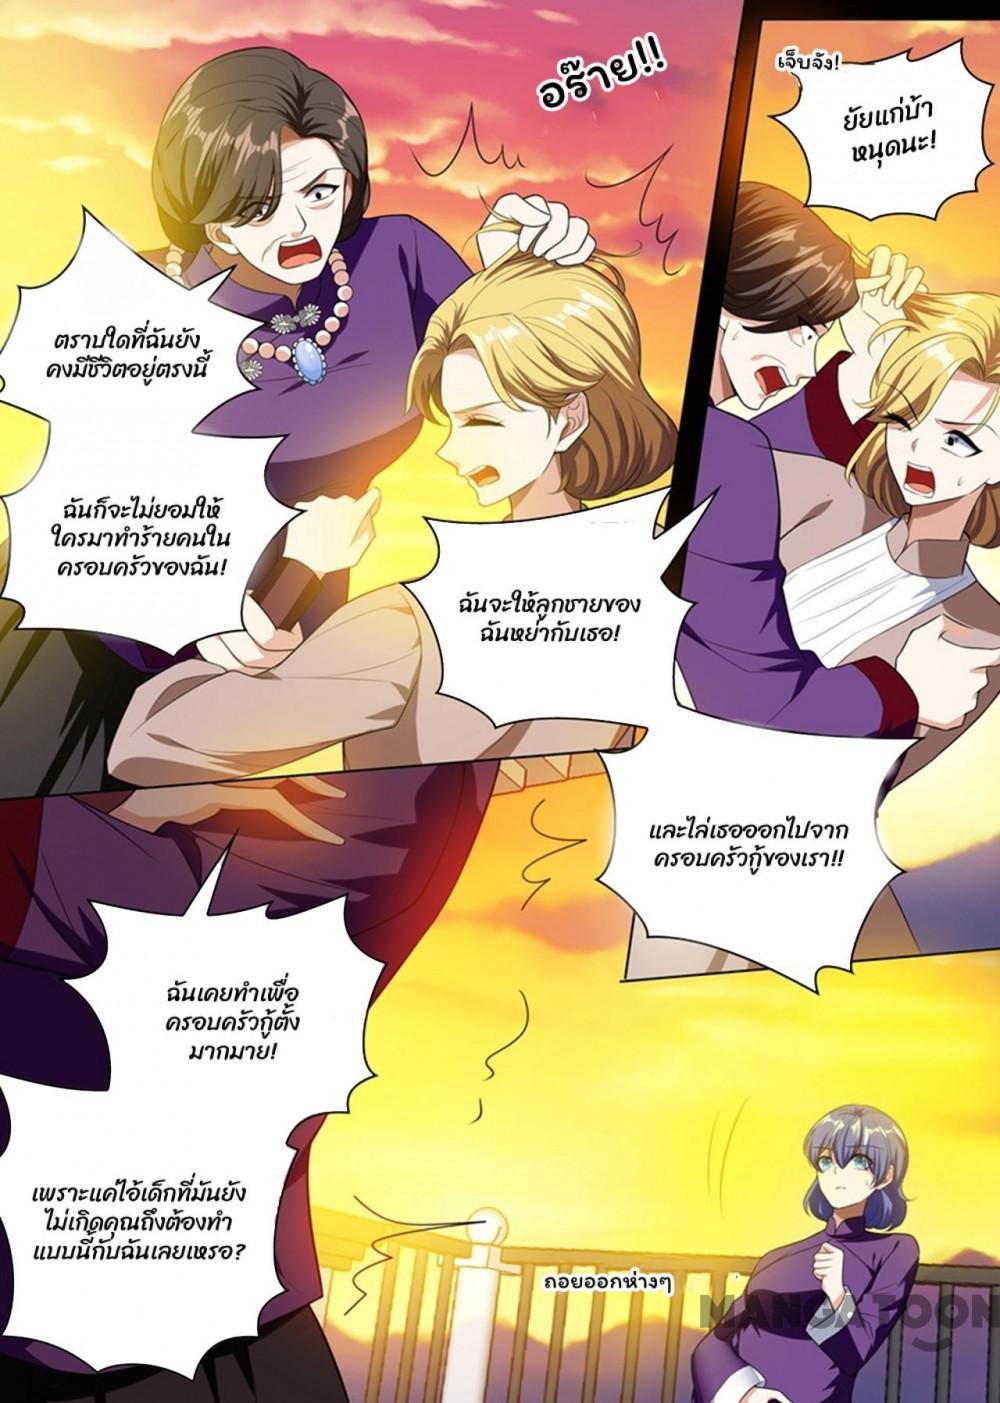 อร๊าย!!
ตราบใดที่ฉันยัง
คงมีชีวิตอยู่ตรงนี้
ฉันก็จะไม่ยอมให้
ใครมาทำร้ายคนใน
ครอบครัวของฉัน!
ฉันจะให้ลูกชายของ
ฉันหย่ากับเธอ!
เจ็บจัง!
ยัยแก่บ้า
หนุดนะ!
และไล่เธอออกไปจาก
ครอบครัวกู้ของเรา!!
ฉันเคยทำเพื่อ
ครอบครัวกู้ตั้ง
มากมาย!
เพราะแค่ไอ้เด็กที่มันยัง
ไม่เกิดคุณถึงต้องทำ
แบบนี้กับฉันเลยเหรอ?
ถอยออกห่างๆ
MANGATOON